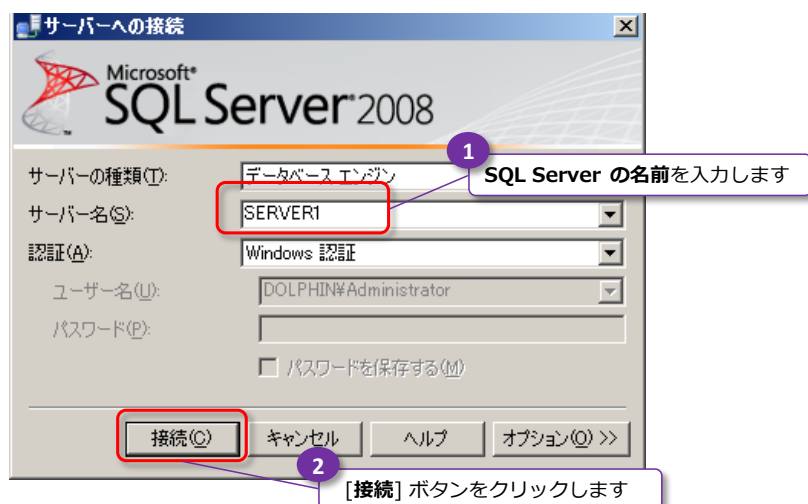 サーバーへの接続
Microsoft®
SQL Server® 2008
サーバーの種類(T):
データベース エンジン
1
SQL Server の名前を入力します
サーバー名(S):
SERVER1
認証(A):
Windows 認証
ユーザー名(U):
DOLPHIN¥Administrator
パスワード(P):
パスワードを保存する(M)
接続(C)
キャンセル
ヘルプ
オプション(O) >>
2
[接続] ボタンをクリックします